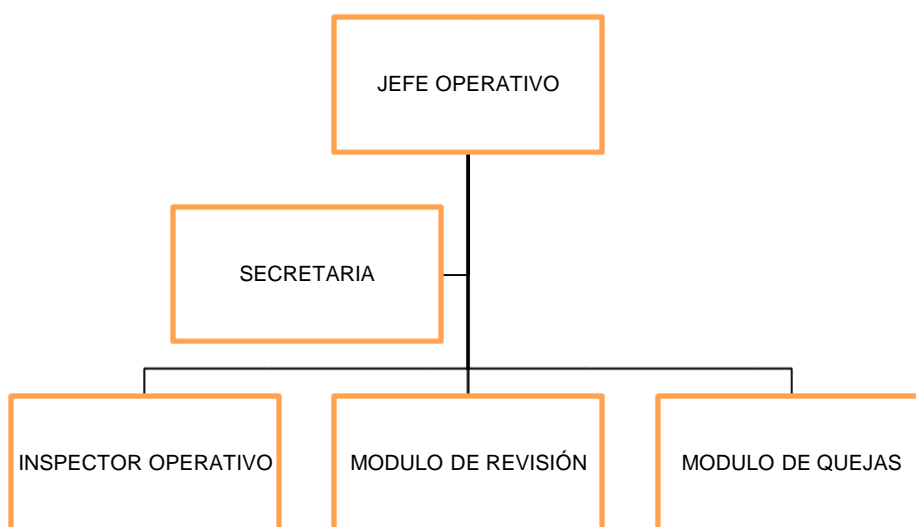 JEFE OPERATIVO
SECRETARIA
INSPECTOR OPERATIVO
MODULO DE REVISIÓN
MODULO DE QUEJAS